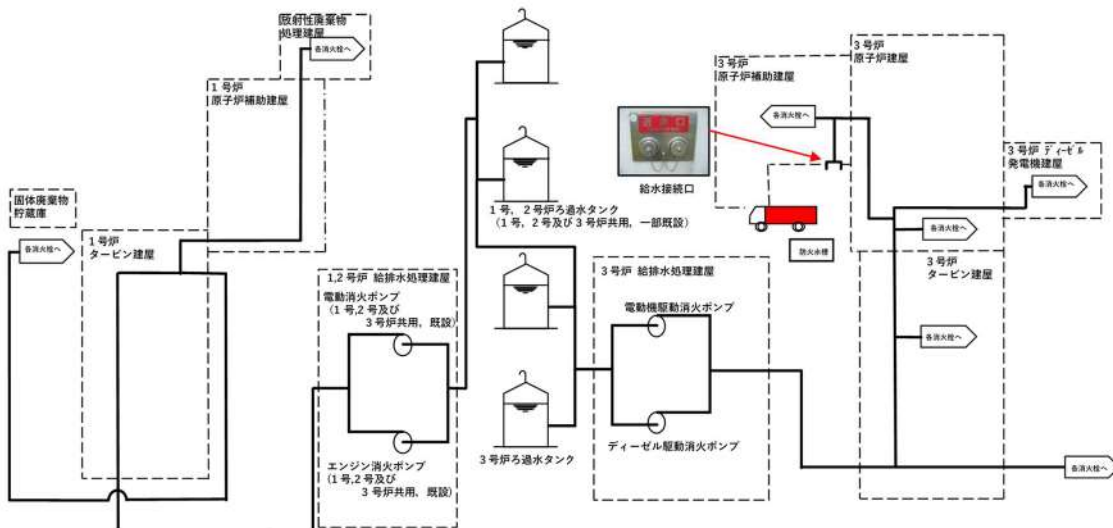 放射性廃棄物
処理建屋
各消火栓へ
1号炉
原子炉補助建屋
固体廃棄物
貯蔵庫
各消火栓へ
1号炉
タービン建屋
1,2号炉 給排水処理建屋
電動消火ポンプ
(1号,2号及び
3号炉共用, 既設)
エンジン消火ポンプ
(1号,2号及び
3号炉共用, 既設)
1号, 2号炉ろ過水タンク
(1号, 2号及び3号炉共用, 一部既設)
3号炉ろ過水タンク
3号炉 給排水処理建屋
電動機駆動消火ポンプ
ディーゼル駆動消火ポンプ
送水口
給水接続口
3号炉
原子炉補助建屋
各消火栓へ
防火水槽
3号炉
原子炉建屋
3号炉 ディーゼル
発電機建屋
各消火栓へ
各消火栓へ
3号炉
タービン建屋
各消火栓へ
各消火栓へ